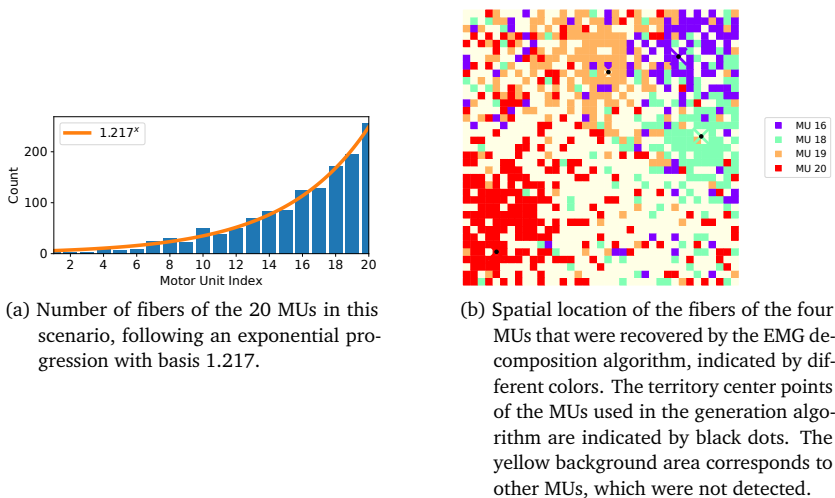 1.217ˣ
200
100
0
Count
2 4 6 8 10 12 14 16 18 20
Motor Unit Index
(a) Number of fibers of the 20 MUs in this
scenario, following an exponential pro-
gression with basis 1.217.
MU 16
MU 18
MU 19
MU 20
(b) Spatial location of the fibers of the four
MUs that were recovered by the EMG de-
composition algorithm, indicated by dif-
ferent colors. The territory center points
of the MUs used in the generation algo-
rithm are indicated by black dots. The
yellow background area corresponds to
other MUs, which were not detected.